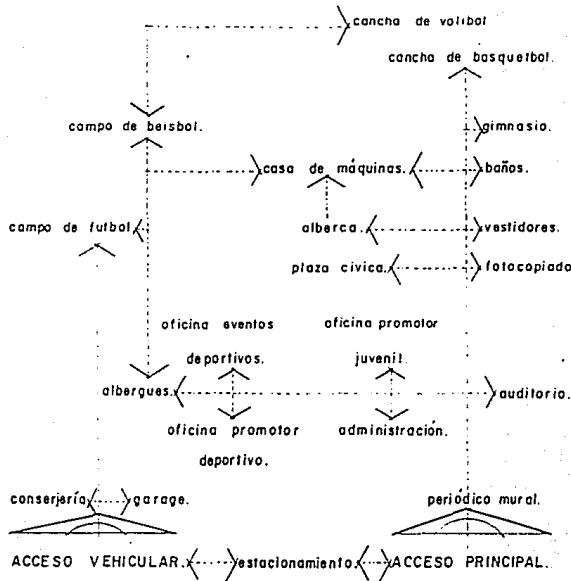 cancha de volibol
cancha de basquetbol.
campo de beisbol.
gimnasio.
casa de máquinas.
baños.
campo de futbol
alberca.
vestidores.
plaza cívica.
fotocopiado
oficina eventos
deportivos.
oficina promotor
juvenil.
albergues.
auditorio.
oficina promotor
deportivo.
administración.
conserjería
garage.
periódico mural.
ACCESO VEHICULAR.
estacionamiento.
ACCESO PRINCIPAL.